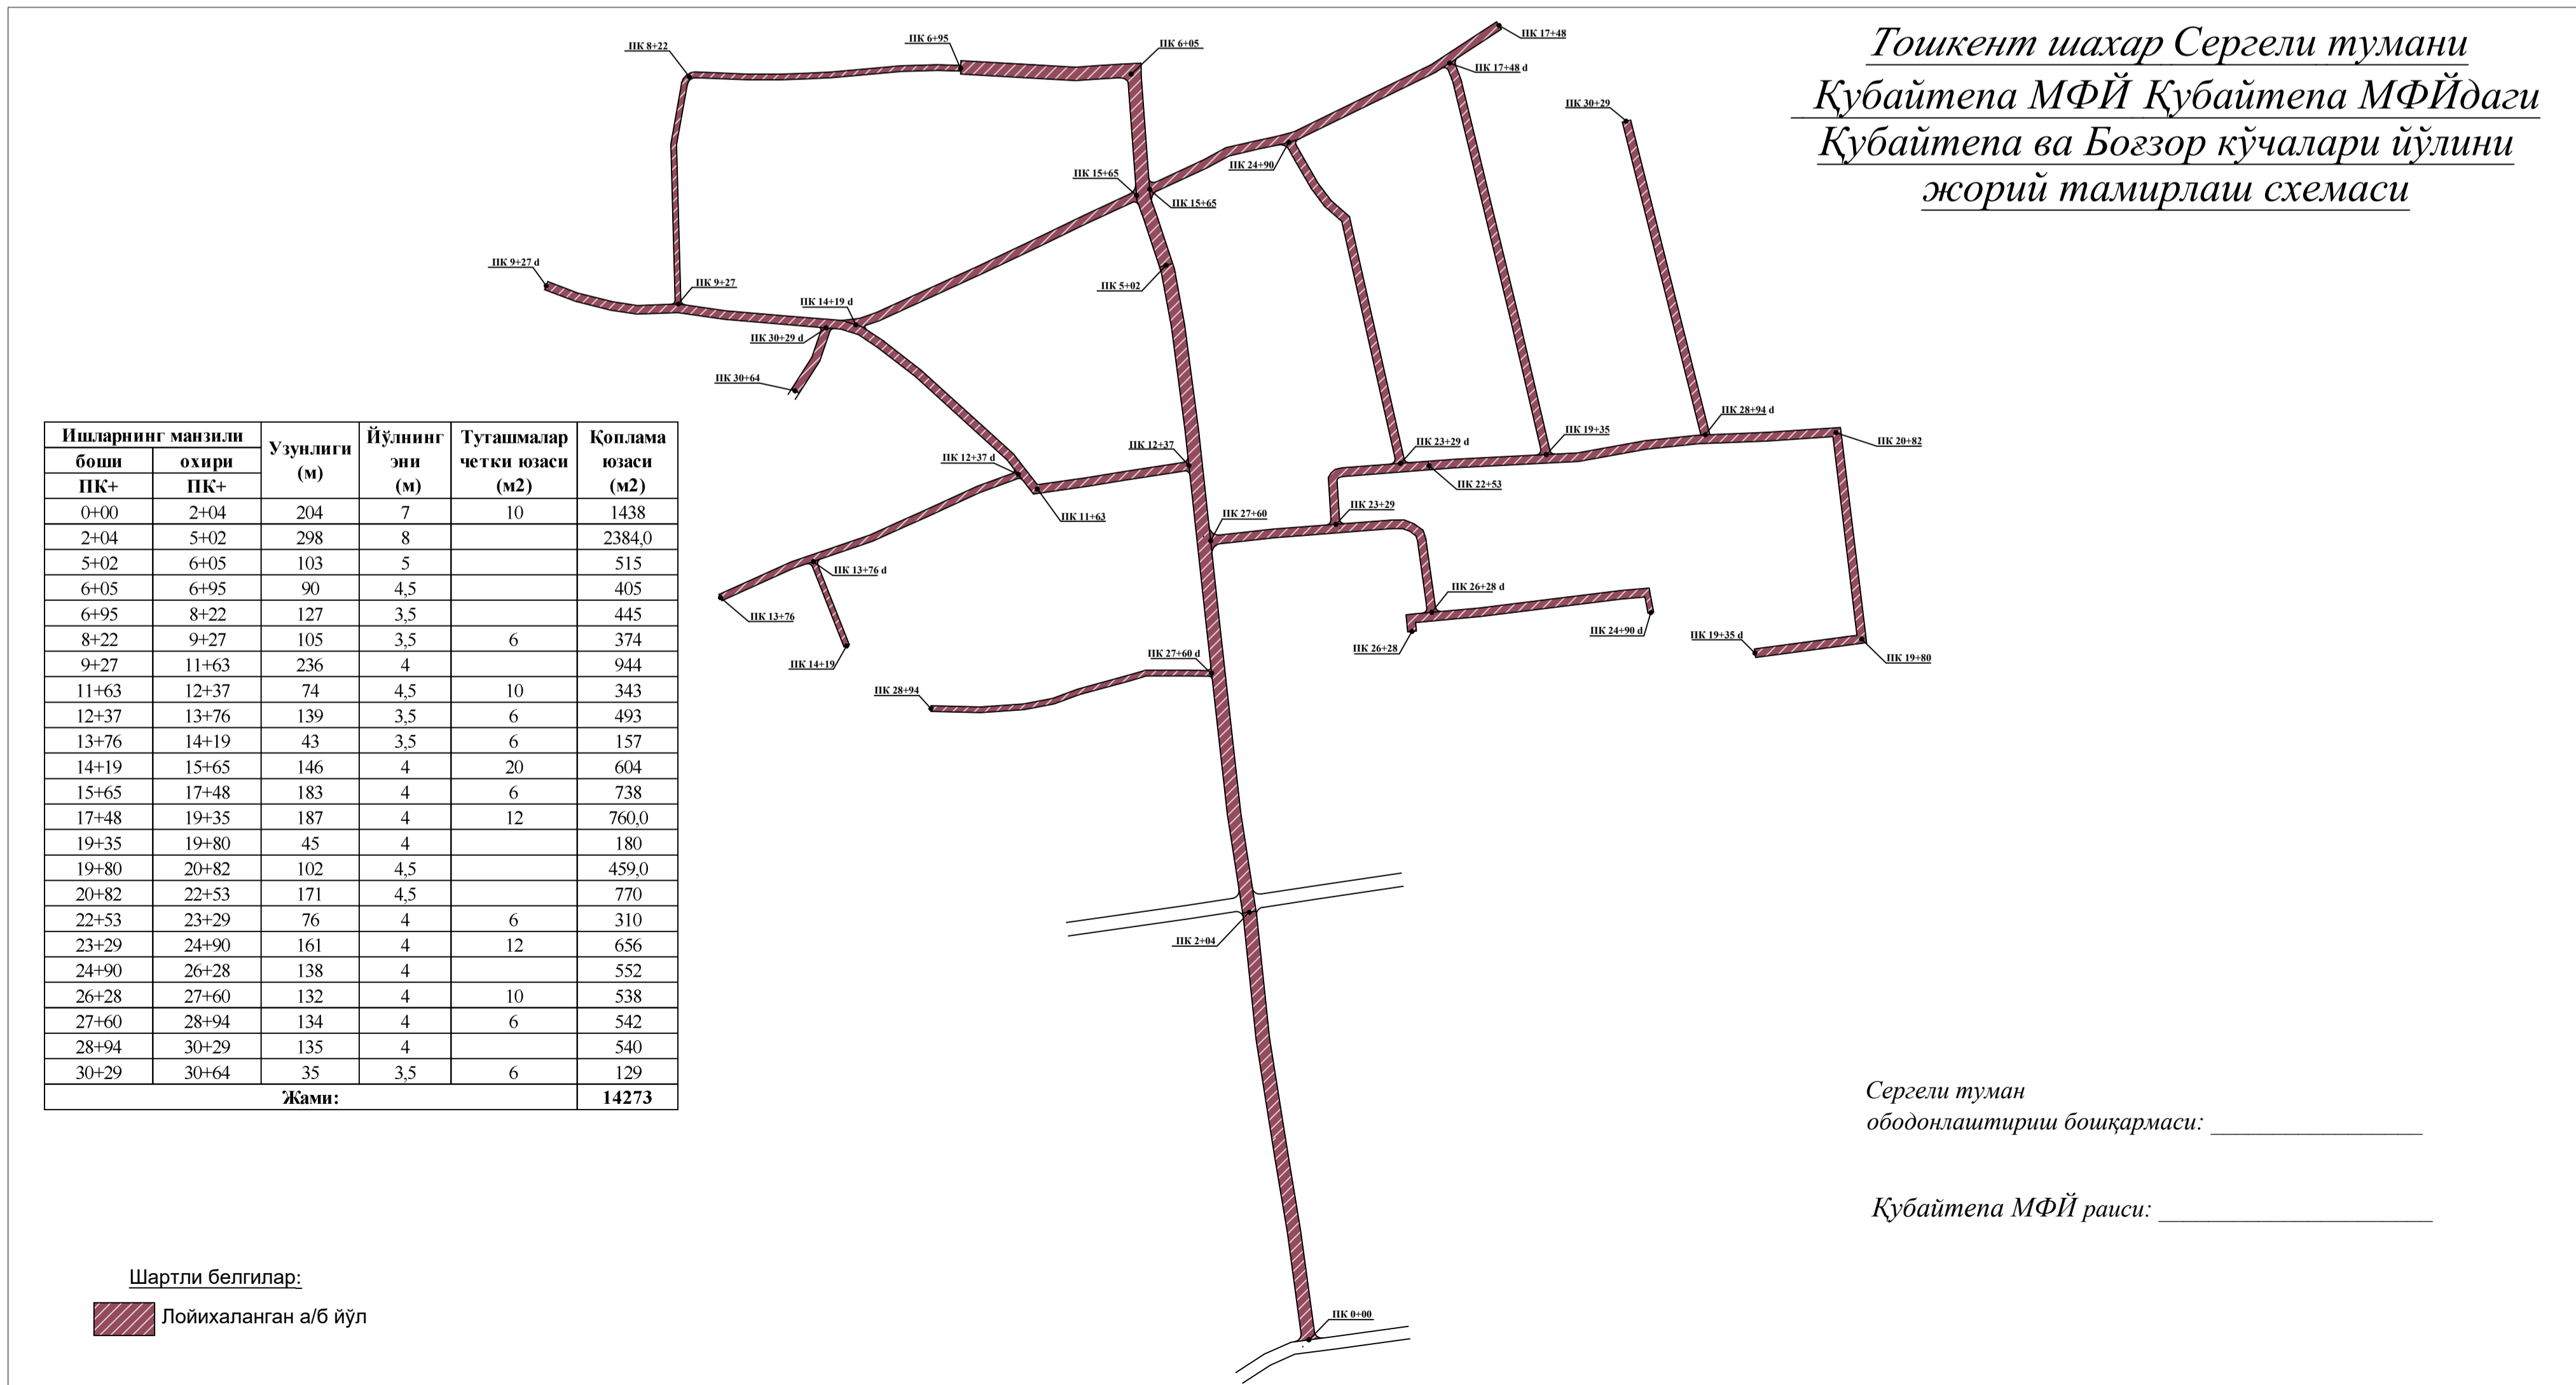 Тошкент шахар Сергели тумани
Қубайтепа МФЙ Қубайтепа МФЙдаги
Қубайтепа ва Боғзор кўчалари йўлини
жорий тамирлаш схемаси
ПК 8+22
ПК 6+95
ПК 6+05
ПК 17+48
ПК 17+48 d
ПК 30+29
ПК 24+90
ПК 15+65
ПК 15+65
ПК 9+27 d
ПК 9+27
ПК 5+02
ПК 14+19 d
ПК 30+29 d
ПК 30+64
ПК 28+94 d
ПК 19+35
ПК 20+82
ПК 23+29 d
ПК 12+37
ПК 12+37 d
ПК 22+53
ПК 23+29
ПК 27+60
ПК 11+63
ПК 13+76 d
ПК 26+28 d
ПК 13+76
ПК 24+90 d
ПК 19+35 d
ПК 26+28
ПК 27+60 d
ПК 19+80
ПК 14+19
ПК 28+94
ПК 2+04
ПК 0+00
Ишларнинг манзили Узунлиги (м) Йўлнинг эни (м) Туташмалар четки юзаси (м2) Қоплама юзаси (м2)
боши охири
ПК+ ПК+
0+00 2+04 204 7 10 1438
2+04 5+02 298 8 2384,0
5+02 6+05 103 5 515
6+05 6+95 90 4,5 405
6+95 8+22 127 3,5 445
8+22 9+27 105 3,5 6 374
9+27 11+63 236 4 944
11+63 12+37 74 4,5 10 343
12+37 13+76 139 3,5 6 493
13+76 14+19 43 3,5 6 157
14+19 15+65 146 4 20 604
15+65 17+48 183 4 6 738
17+48 19+35 187 4 12 760,0
19+35 19+80 45 4 180
19+80 20+82 102 4,5 459,0
20+82 22+53 171 4,5 770
22+53 23+29 76 4 6 310
23+29 24+90 161 4 12 656
24+90 26+28 138 4 552
26+28 27+60 132 4 10 538
27+60 28+94 134 4 6 542
28+94 30+29 135 4 540
30+29 30+64 35 3,5 6 129
Жами: 14273
Сергели туман
ободонлаштириш бошқармаси: _________________
Қубайтепа МФЙ раиси: ______________________
Шартли белгилар:
Лойихаланган а/б йўл